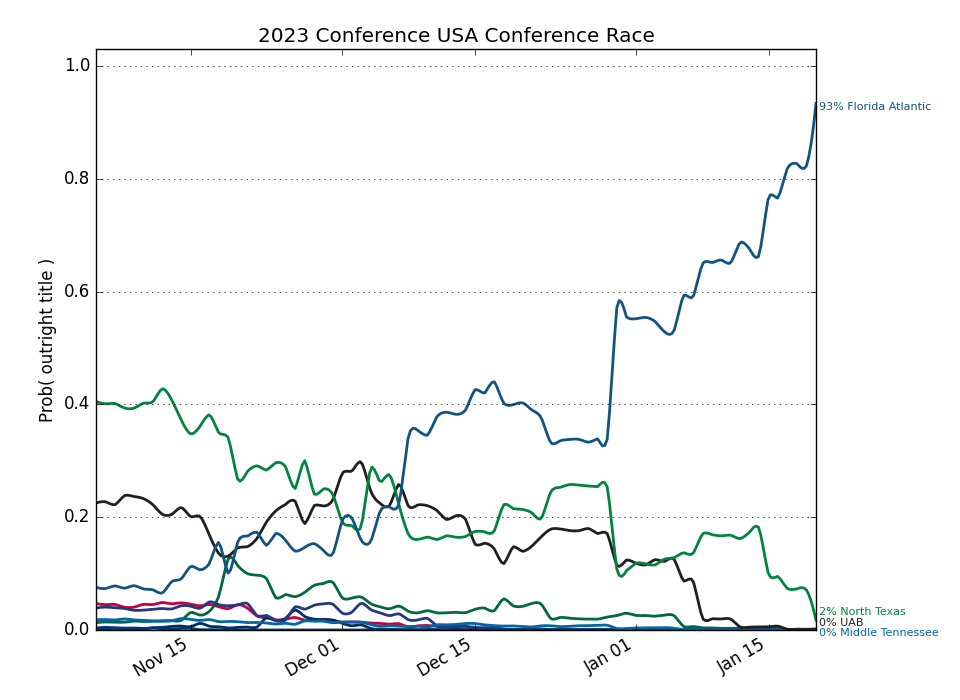 2023 Conference USA Conference Race
Prob( outright title )
1.0
0.8
0.6
0.4
0.2
0.0
Nov 15
Dec 01
Dec 15
Jan 01
Jan 15
93% Florida Atlantic
2% North Texas
0% UAB
0% Middle Tennessee